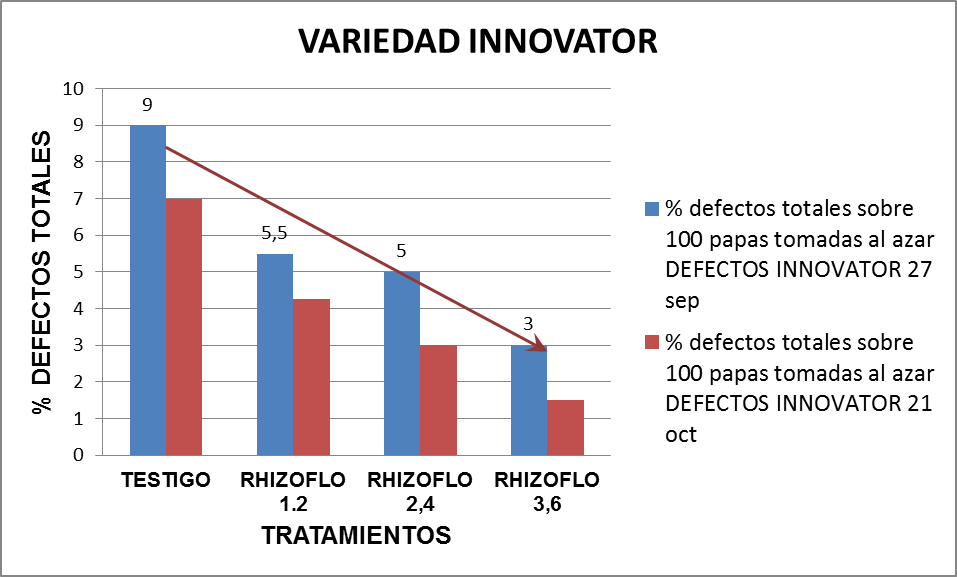 VARIEDAD INNOVATOR
% DEFECTOS TOTALES
10
9
8
7
6
5
4
3
2
1
0
9
5,5
5
3
TESTIGO
RHIZOFLO
1.2
RHIZOFLO
2,4
RHIZOFLO
3,6
TRATAMIENTOS
% defectos totales sobre
100 papas tomadas al azar
DEFECTOS INNOVATOR 27
sep
% defectos totales sobre
100 papas tomadas al azar
DEFECTOS INNOVATOR 21
oct